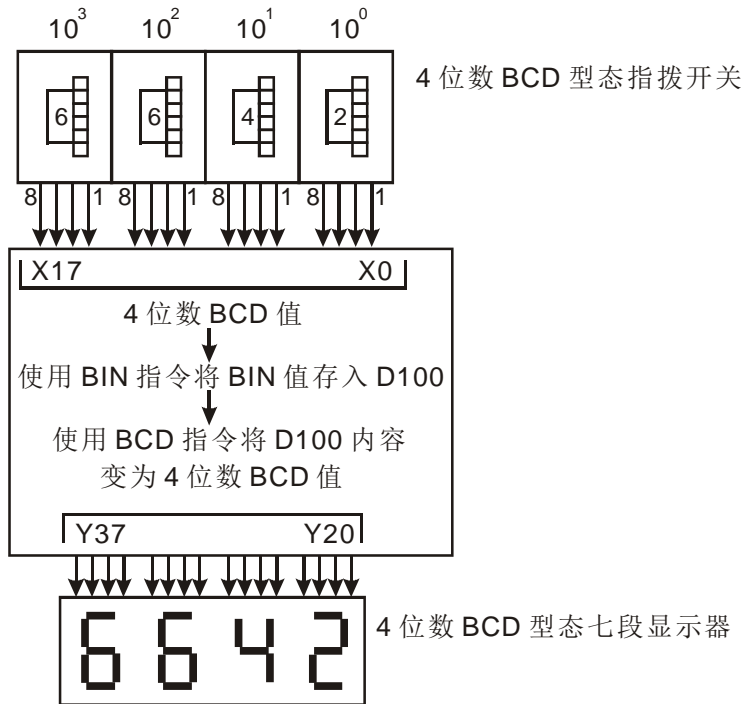 10³ 10² 10¹ 10⁰
4 位数 BCD 型态指拨开关
6 6 4 2
8 1 8 1 8 1 8 1
X17 X0
4 位数 BCD 值
使用 BIN 指令将 BIN 值存入 D100
使用 BCD 指令将 D100 内容
变为 4 位数 BCD 值
Y37 Y20
6642
4 位数 BCD 型态七段显示器